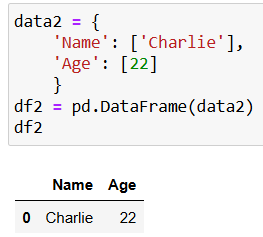 data2 = {
    'Name': ['Charlie'],
    'Age': [22]
    }
df2 = pd.DataFrame(data2)
df2
Name Age
0 Charlie 22